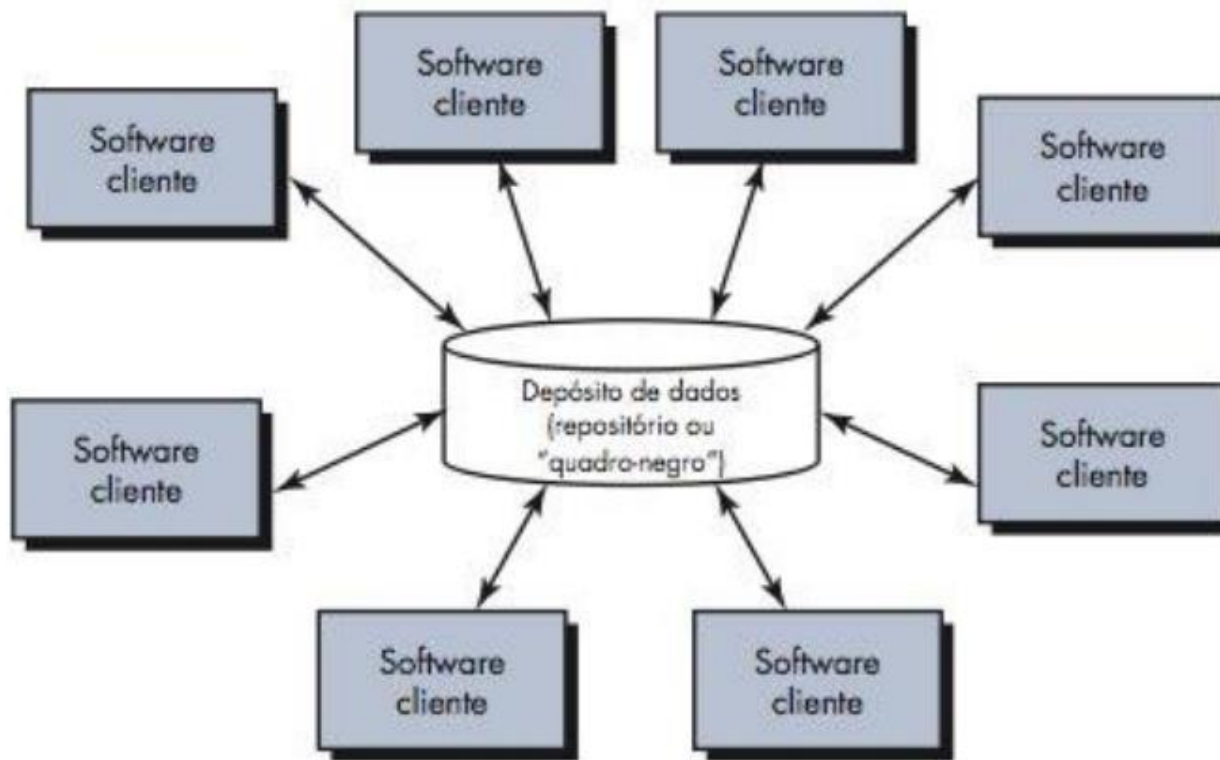 Software
cliente
Software
cliente
Software
cliente
Software
cliente
Depósito de dados
(repositório ou
"quadro-negro")
Software
cliente
Software
cliente
Software
cliente
Software
cliente